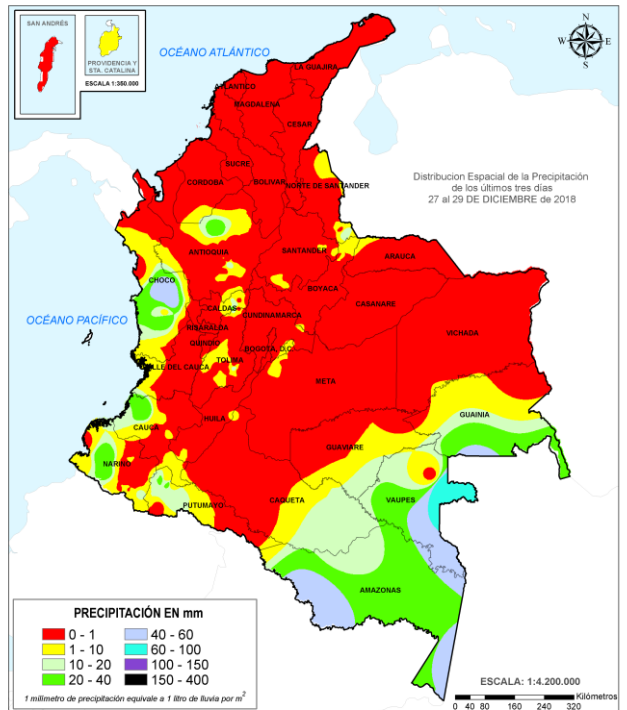 SAN ANDRÉS
PROVIDENCIA Y
STA. CATALINA
ESCALA 1:350.000
OCÉANO ATLÁNTICO
N
W
E
S
LA GUAJIRA
ATLANTICO
MAGDALENA
CESAR
SUCRE
CORDOBA
BOLIVAR
NORTE DE SANTANDER
Distribucion Espacial de la Precipitación
de los últimos tres días
27 al 29 DE DICIEMBRE de 2018
ANTIOQUIA
SANTANDER
ARAUCA
CHOCO
BOYACA
CASANARE
CALDAS
CUNDINAMARCA
OCÉANO PACÍFICO
RISARALDA
VICHADA
QUINDIO
BOGOTA, D.C.
TOLIMA
VALLE DEL CAUCA
META
GUAINIA
HUILA
CAUCA
GUAVIARE
NARIÑO
CAQUETA
VAUPES
PUTUMAYO
AMAZONAS
PRECIPITACIÓN EN mm
0 - 1
40 - 60
1 - 10
60 - 100
10 - 20
100 - 150
20 - 40
150 - 400
1 milímetro de precipitación equivale a 1 litro de lluvia por m²
ESCALA: 1:4.200.000
Kilómetros
0 40 80 160 240 320